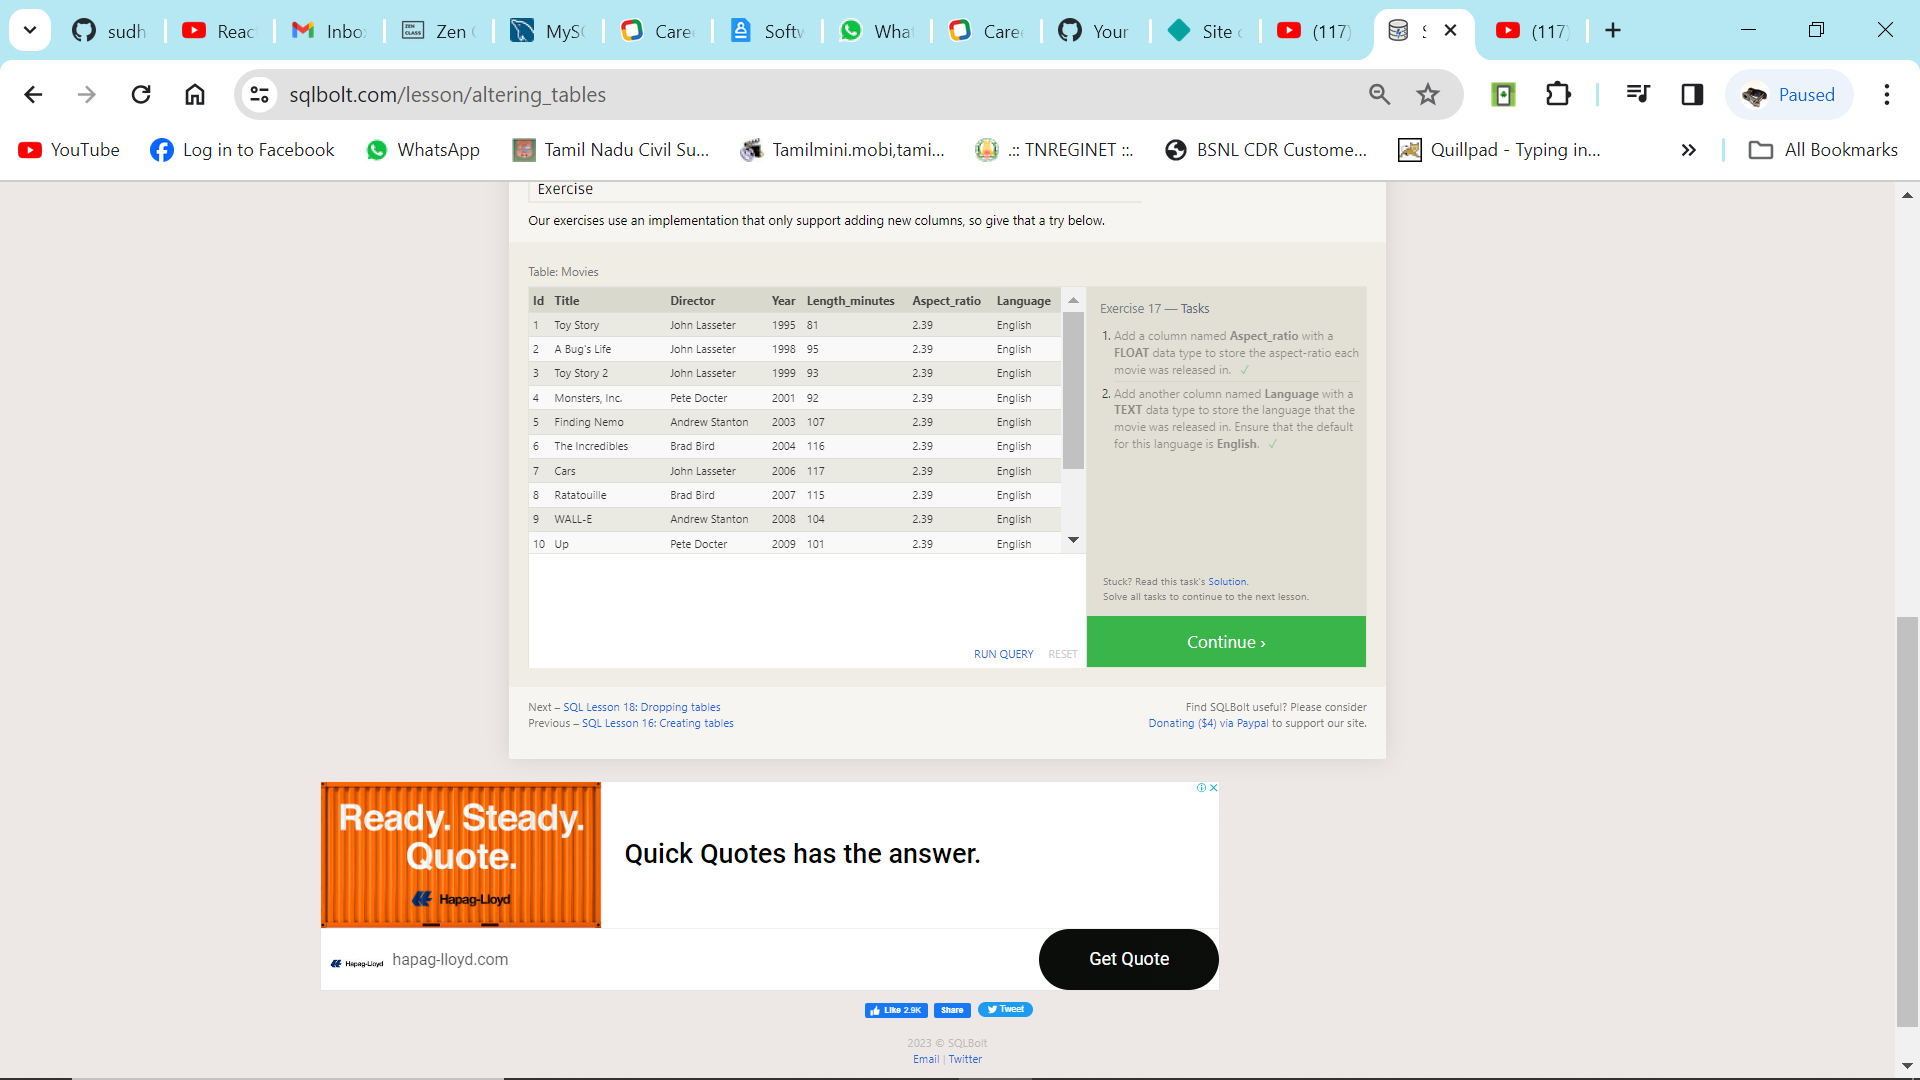 sudh
Reac
Inbo
Zen
MyS
Care
Softw
What
Care
Your
Site
(117)
S
(117)
sqlbolt.com/lesson/altering_tables
Paused
YouTube
Log in to Facebook
WhatsApp
Tamil Nadu Civil Su...
Tamilmini.mobi,tami...
.:: TNREGINET ::.
BSNL CDR Custome...
Quillpad - Typing in...
All Bookmarks
Exercise
Our exercises use an implementation that only support adding new columns, so give that a try below.
Table: Movies
Id Title Director Year Length_minutes Aspect_ratio Language
1 Toy Story John Lasseter 1995 81 2.39 English
2 A Bug's Life John Lasseter 1998 95 2.39 English
3 Toy Story 2 John Lasseter 1999 93 2.39 English
4 Monsters, Inc. Pete Docter 2001 92 2.39 English
5 Finding Nemo Andrew Stanton 2003 107 2.39 English
6 The Incredibles Brad Bird 2004 116 2.39 English
7 Cars John Lasseter 2006 117 2.39 English
8 Ratatouille Brad Bird 2007 115 2.39 English
9 WALL-E Andrew Stanton 2008 104 2.39 English
10 Up Pete Docter 2009 101 2.39 English
RUN QUERY RESET
Exercise 17 — Tasks
1. Add a column named Aspect_ratio with a
FLOAT data type to store the aspect-ratio each
movie was released in. ✓
2. Add another column named Language with a
TEXT data type to store the language that the
movie was released in. Ensure that the default
for this language is English. ✓
Stuck? Read this task's Solution.
Solve all tasks to continue to the next lesson.
Continue ›
Next – SQL Lesson 18: Dropping tables
Previous – SQL Lesson 16: Creating tables
Find SQLBolt useful? Please consider
Donating ($4) via Paypal to support our site.
Ready. Steady.
Quote.
Hapag-Lloyd
Quick Quotes has the answer.
Hapag-Lloyd
hapag-lloyd.com
Get Quote
Like 2.9K
Share
Tweet
2023 © SQLBolt
Email | Twitter